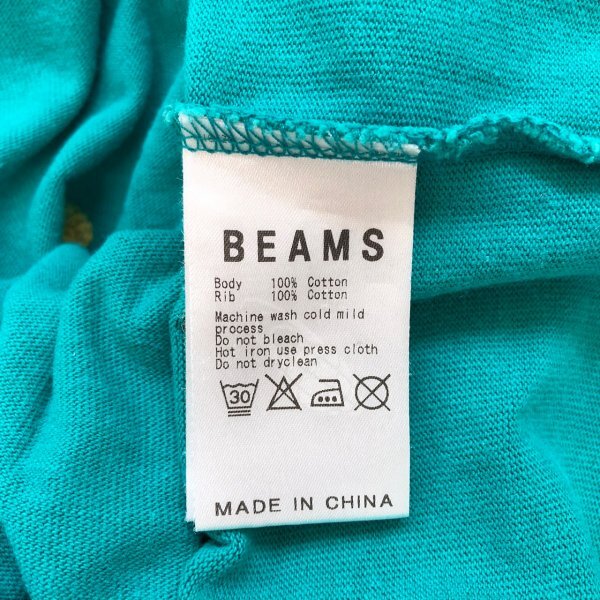 BEAMS
Body 100% Cotton
Rib 100% Cotton
Machine wash cold mild
process
Do not bleach
Hot iron use press cloth
Do not dryclean
30
MADE IN CHINA